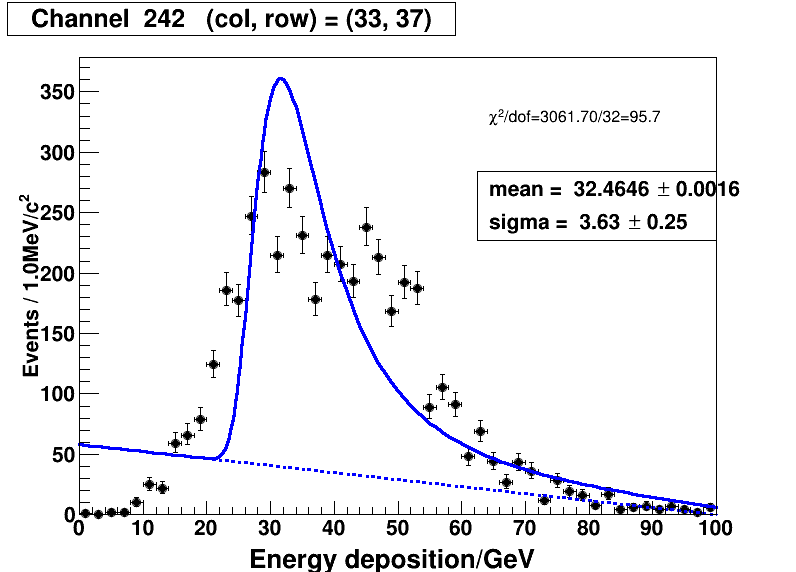 Channel 242 (col, row) = (33, 37)
χ²/dof=3061.70/32=95.7
mean = 32.4646 ± 0.0016
sigma = 3.63 ± 0.25
Events / 1.0MeV/c²
350
300
250
200
150
100
50
0
0 10 20 30 40 50 60 70 80 90 100
Energy deposition/GeV